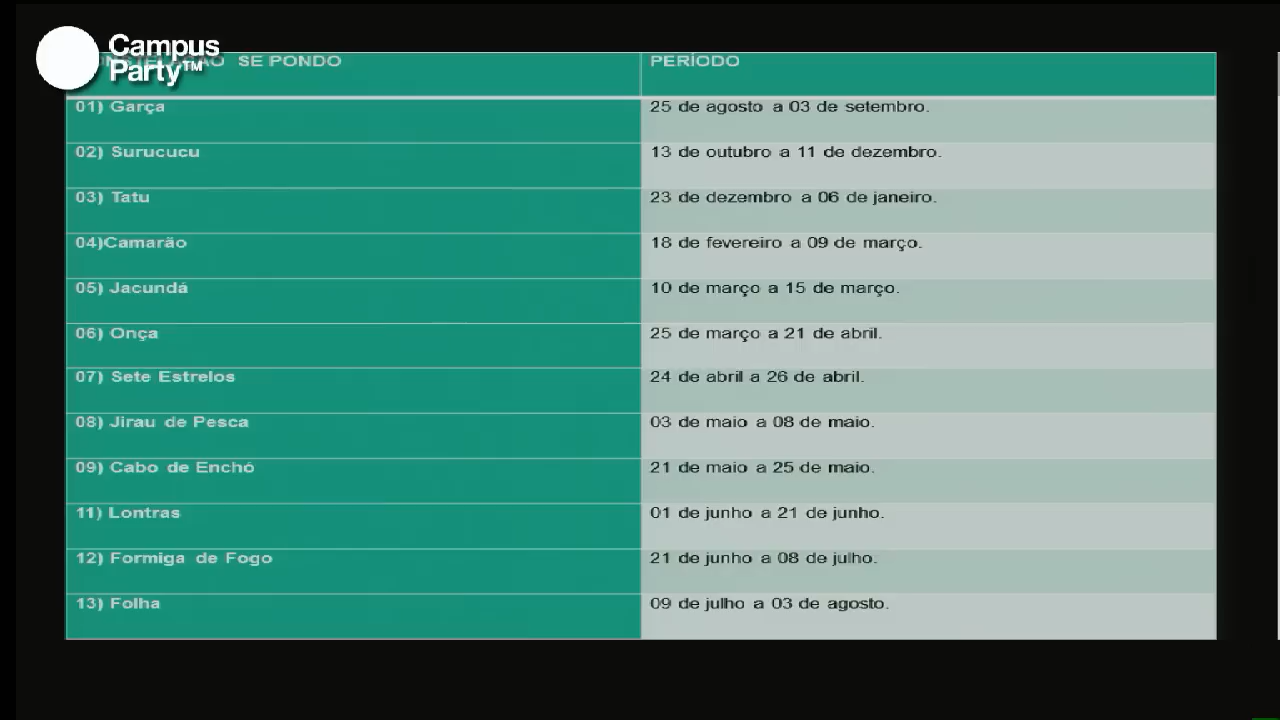 Campus
Party™
SE PONDO PERÍODO
01) Garça 25 de agosto a 03 de setembro.
02) Surucucu 13 de outubro a 11 de dezembro.
03) Tatu 23 de dezembro a 06 de janeiro.
04)Camarão 18 de fevereiro a 09 de março.
05) Jacundá 10 de março a 15 de março.
06) Onça 25 de março a 21 de abril.
07) Sete Estrelos 24 de abril a 26 de abril.
08) Jirau de Pesca 03 de maio a 08 de maio.
09) Cabo de Enchó 21 de maio a 25 de maio.
11) Lontras 01 de junho a 21 de junho.
12) Formiga de Fogo 21 de junho a 08 de julho.
13) Folha 09 de julho a 03 de agosto.